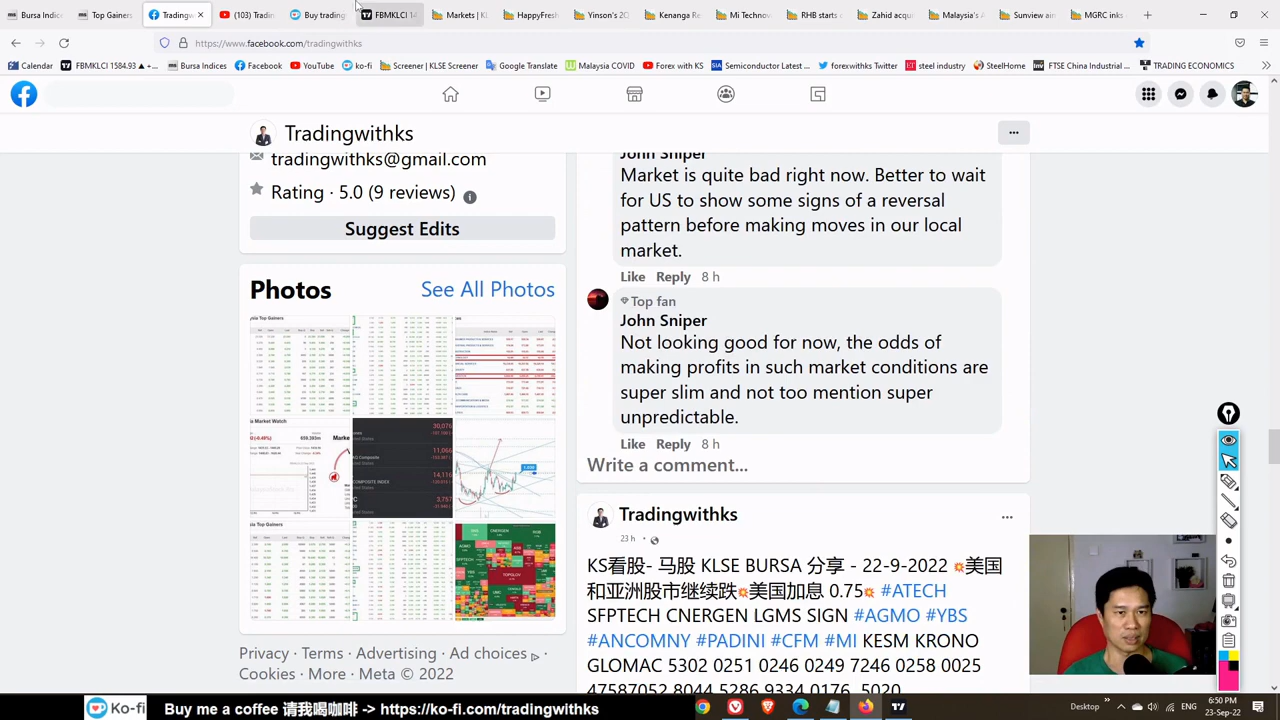 Bursa Indice
Top Gainers
Tradingw
(103) Tradin
Buy trading
FBMKLCI 14
Markets | KI
HappyFresh
Yinson's 2Q
Kenanga Re
Mi Technov
RHB starts
Zahid acqui
Malaysia's A
Sunview ain
MGRC inks
https://www.facebook.com/Tradingwithks
Calendar
FBMKLCI 1584.93 ▲ +...
Bursa Indices
Facebook
YouTube
ko-fi
Screener | KLSE Screener
Google Translate
Malaysia COVID
Forex with KS
Semiconductor Latest ...
forexwithks Twitter
steel industry
SteelHome
FTSE China Industrial ...
TRADING ECONOMICS
Tradingwithks
tradingwithks@gmail.com
Rating · 5.0 (9 reviews)
Suggest Edits
Photos
See All Photos
Privacy · Terms · Advertising · Ad choices ·
Cookies · More · Meta © 2022
John Sniper
Market is quite bad right now. Better to wait
for US to show some signs of a reversal
pattern before making moves in our local
market.
Like Reply 8 h
Top fan
John Sniper
Not looking good for now, the odds of
making profits in such market conditions are
super slim and not too mention super
unpredictable.
Like Reply 8 h
Write a comment...
Tradingwithks
KS看股- 马股 KLSE BURSA 分享 - 22-9-2022 💥美国
和亚洲股市继续跌💥美国加息 0.75💥 #ATECH
SFPTECH CNERGEN LGMS SIGN #AGMO #YBS
#ANCOMNY #PADINI #CFM #MI KESM KRONO
GLOMAC 5302 0251 0246 0249 7246 0258 0025
Ko-fi
Buy me a coffee 请我喝咖啡 -> https://ko-fi.com/tradingwithks
Desktop
ENG
6:50 PM
23-Sep-22